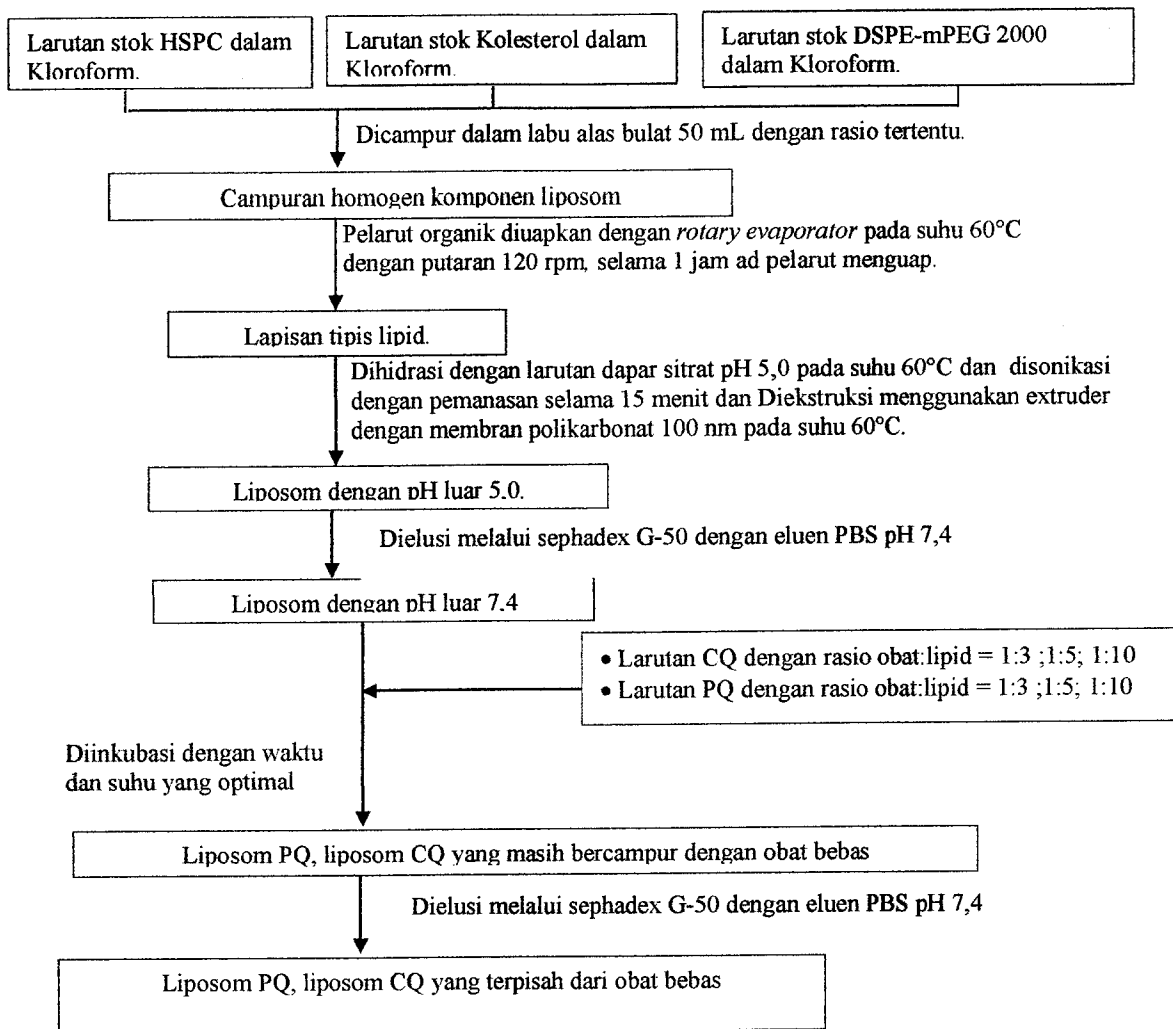 Larutan stok HSPC dalam
Kloroform.
Larutan stok Kolesterol dalam
Kloroform.
Larutan stok DSPE-mPEG 2000
dalam Kloroform.
Dicampur dalam labu alas bulat 50 mL dengan rasio tertentu.
Campuran homogen komponen liposom
Pelarut organik diuapkan dengan rotary evaporator pada suhu 60°C
dengan putaran 120 rpm, selama 1 jam ad pelarut menguap.
Lapisan tipis lipid.
Dihidrasi dengan larutan dapar sitrat pH 5,0 pada suhu 60°C dan disonikasi
dengan pemanasan selama 15 menit dan Diekstruksi menggunakan extruder
dengan membran polikarbonat 100 nm pada suhu 60°C.
Liposom dengan pH luar 5,0.
Dielusi melalui sephadex G-50 dengan eluen PBS pH 7,4
Liposom dengan pH luar 7,4
• Larutan CQ dengan rasio obat:lipid = 1:3 ;1:5; 1:10
• Larutan PQ dengan rasio obat:lipid = 1:3 ;1:5; 1:10
Diinkubasi dengan waktu
dan suhu yang optimal
Liposom PQ, liposom CQ yang masih bercampur dengan obat bebas
Dielusi melalui sephadex G-50 dengan eluen PBS pH 7,4
Liposom PQ, liposom CQ yang terpisah dari obat bebas